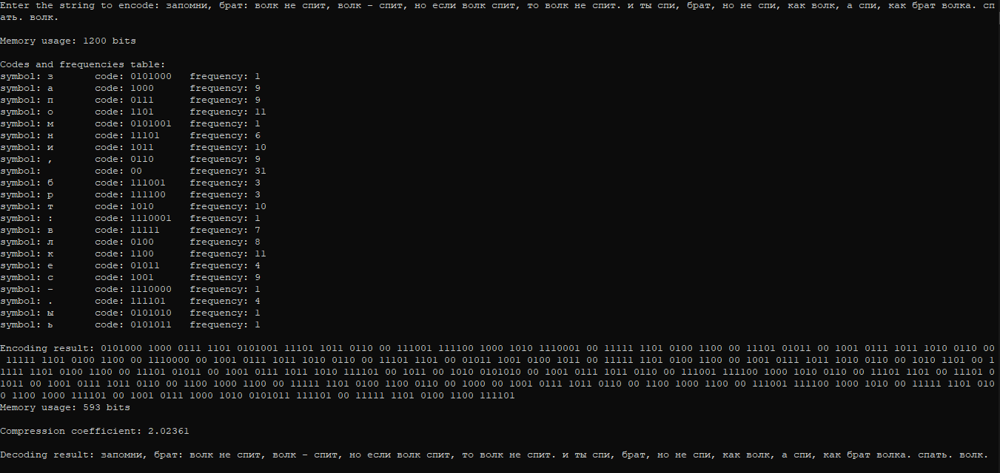 Enter the string to encode: запомни, брат: волк не спит, волк - спит, но если волк спит, то волк не спит. и ты спи, брат, но не спи, как волк, а спи, как брат волка. сп
ать. волк.
Memory usage: 1200 bits
Codes and frequencies table:
symbol: з code: 0101000 frequency: 1
symbol: а code: 1000 frequency: 9
symbol: п code: 0111 frequency: 9
symbol: о code: 1101 frequency: 11
symbol: м code: 0101001 frequency: 1
symbol: н code: 11101 frequency: 6
symbol: и code: 1011 frequency: 10
symbol: , code: 0110 frequency: 9
symbol: code: 00 frequency: 31
symbol: б code: 111001 frequency: 3
symbol: р code: 111100 frequency: 3
symbol: т code: 1010 frequency: 10
symbol: : code: 1110001 frequency: 1
symbol: в code: 11111 frequency: 7
symbol: л code: 0100 frequency: 8
symbol: к code: 1100 frequency: 11
symbol: е code: 01011 frequency: 4
symbol: с code: 1001 frequency: 9
symbol: - code: 1110000 frequency: 1
symbol: . code: 111101 frequency: 4
symbol: ы code: 0101010 frequency: 1
symbol: ь code: 0101011 frequency: 1
Encoding result: 0101000 1000 0111 1101 0101001 11101 1011 0110 00 111001 111100 1000 1010 1110001 00 11111 1101 0100 1100 00 11101 01011 00 1001 0111 1011 1010 0110 00
11111 1101 0100 1100 00 1110000 00 1001 0111 1011 1010 0110 00 11101 1101 00 01011 1001 0100 1011 00 11111 1101 0100 1100 00 1001 0111 1011 1010 0110 00 1010 1101 00 1
1111 1101 0100 1100 00 11101 01011 00 1001 0111 1011 1010 111101 00 1011 00 1010 0101010 00 1001 0111 1011 0110 00 111001 111100 1000 1010 0110 00 11101 1101 00 11101 0
1011 00 1001 0111 1011 0110 00 1100 1000 1100 00 11111 1101 0100 1100 0110 00 1000 00 1001 0111 1011 0110 00 1100 1000 1100 00 111001 111100 1000 1010 00 11111 1101 010
0 1100 1000 111101 00 1001 0111 1000 1010 0101011 111101 00 11111 1101 0100 1100 111101
Memory usage: 593 bits
Compression coefficient: 2.02361
Decoding result: запомни, брат: волк не спит, волк - спит, но если волк спит, то волк не спит. и ты спи, брат, но не спи, как волк, а спи, как брат волка. спать. волк.